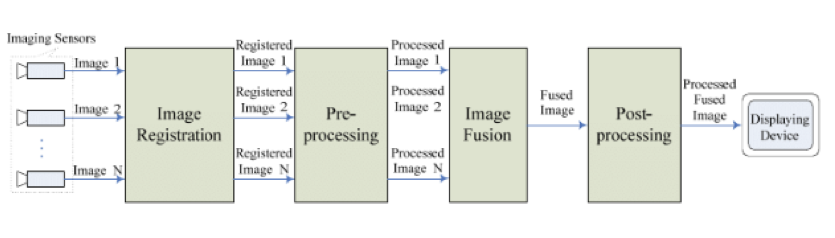 Imaging Sensors
Image 1
Image 2
Image N
Image
Registration
Registered
Image 1
Registered
Image 2
Registered
Image N
Pre-
processing
Processed
Image 1
Processed
Image 2
Processed
Image N
Image
Fusion
Fused
Image
Post-
processing
Processed
Fused
Image
Displaying
Device